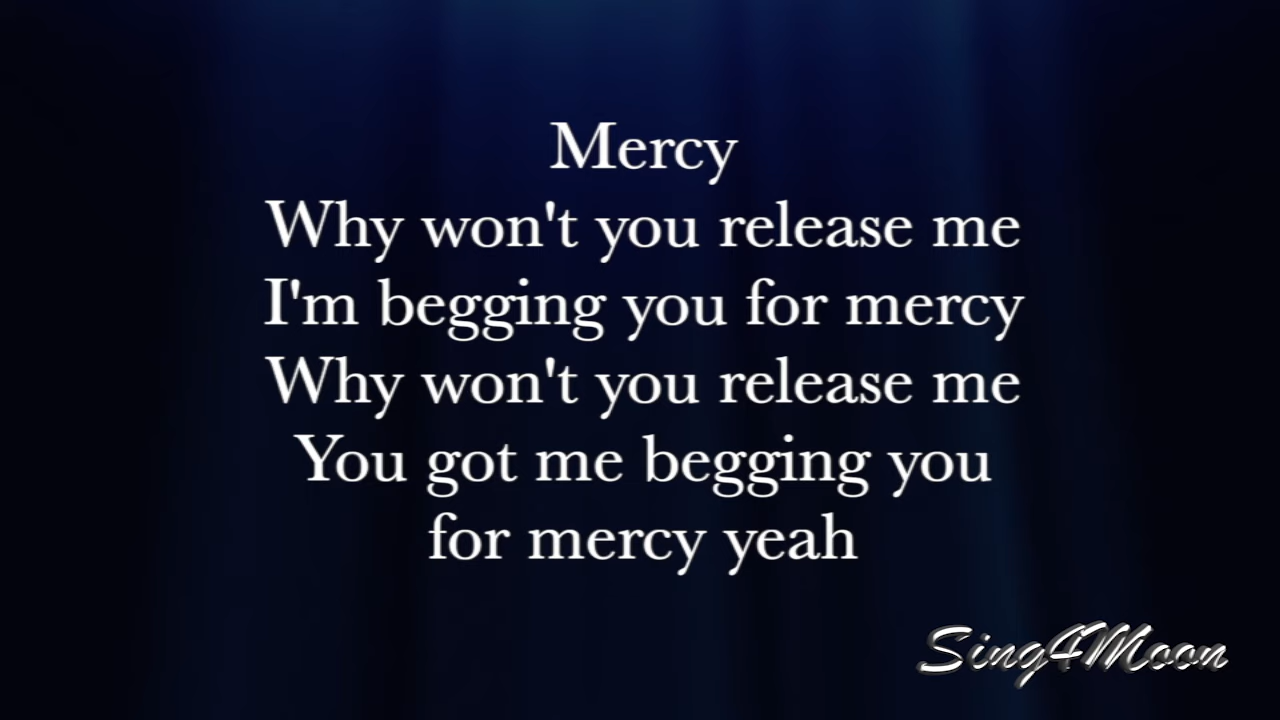 Mercy
Why won't you release me
I'm begging you for mercy
Why won't you release me
You got me begging you
for mercy yeah
Sing4Moon